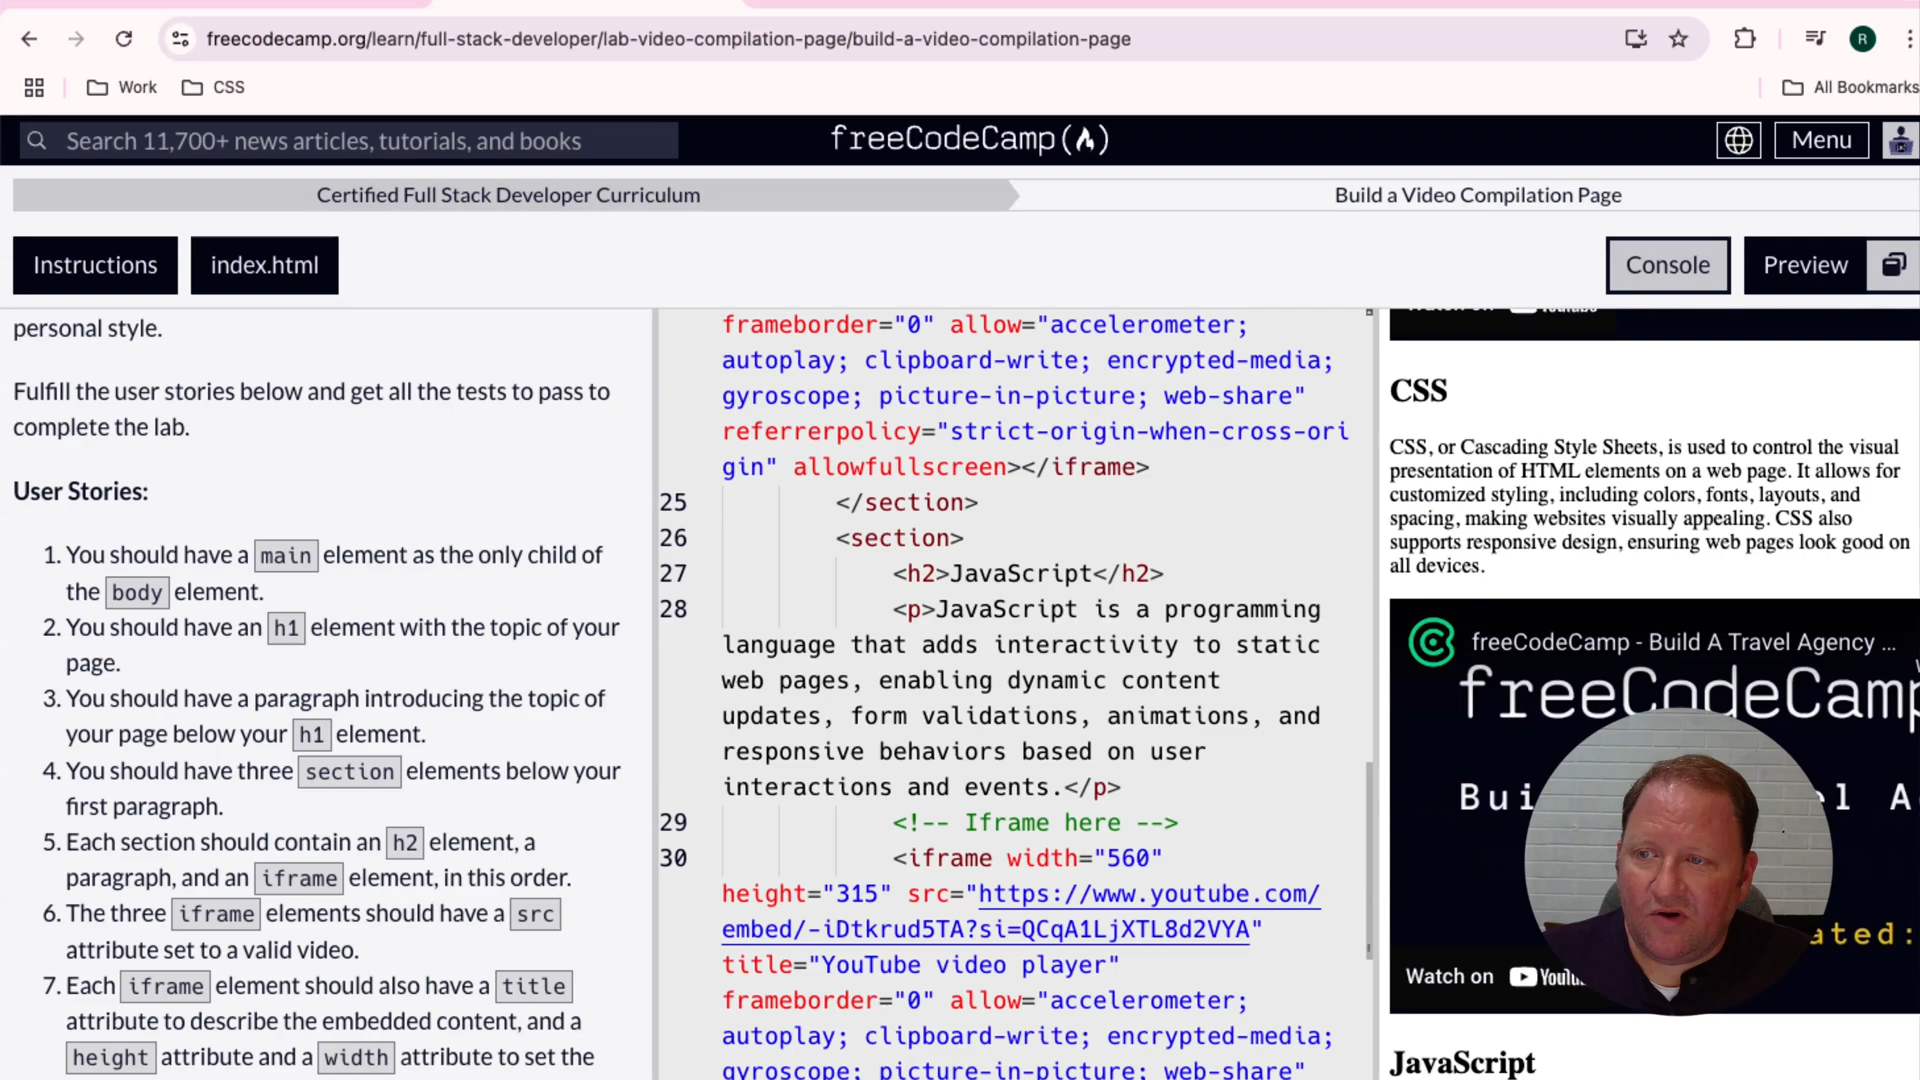 freecodecamp.org/learn/full-stack-developer/lab-video-compilation-page/build-a-video-compilation-page
R
Work
CSS
All Bookmarks
Search 11,700+ news articles, tutorials, and books
freeCodeCamp
Menu
Certified Full Stack Developer Curriculum
Build a Video Compilation Page
Instructions
index.html
Console
Preview
personal style.
Fulfill the user stories below and get all the tests to pass to
complete the lab.
User Stories:
1. You should have a main element as the only child of
the body element.
2. You should have an h1 element with the topic of your
page.
3. You should have a paragraph introducing the topic of
your page below your h1 element.
4. You should have three section elements below your
first paragraph.
5. Each section should contain an h2 element, a
paragraph, and an iframe element, in this order.
6. The three iframe elements should have a src
attribute set to a valid video.
7. Each iframe element should also have a title
attribute to describe the embedded content, and a
height attribute and a width attribute to set the
frameborder="0" allow="accelerometer;
autoplay; clipboard-write; encrypted-media;
gyroscope; picture-in-picture; web-share"
referrerpolicy="strict-origin-when-cross-ori
gin" allowfullscreen></iframe>
25 </section>
26 <section>
27 <h2>JavaScript</h2>
28 <p>JavaScript is a programming
language that adds interactivity to static
web pages, enabling dynamic content
updates, form validations, animations, and
responsive behaviors based on user
interactions and events.</p>
29 <!-- Iframe here -->
30 <iframe width="560"
height="315" src="https://www.youtube.com/
embed/-iDtkrud5TA?si=QCqA1LjXTL8d2VYA"
title="YouTube video player"
frameborder="0" allow="accelerometer;
autoplay; clipboard-write; encrypted-media;
gyroscope; picture-in-picture; web-share"
CSS
CSS, or Cascading Style Sheets, is used to control the visual
presentation of HTML elements on a web page. It allows for
customized styling, including colors, fonts, layouts, and
spacing, making websites visually appealing. CSS also
supports responsive design, ensuring web pages look good on
all devices.
freeCodeCamp - Build A Travel Agency ...
freeCodeCamp
Watch on
JavaScript